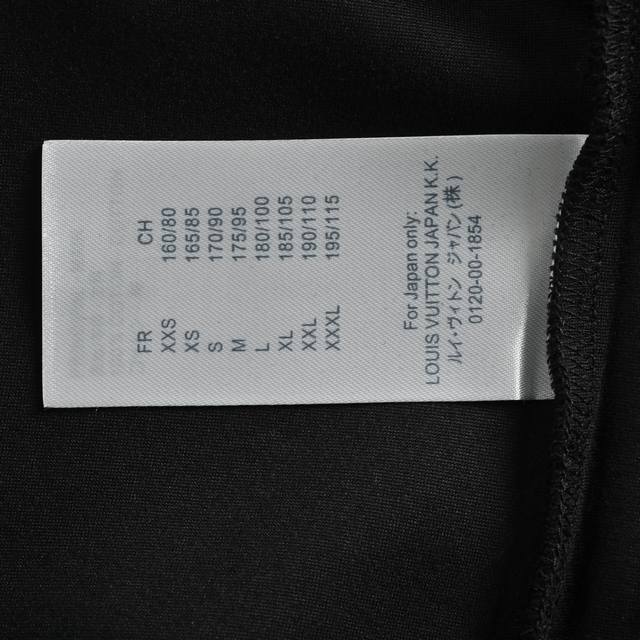 FR CH
XXS 160/80
XS 165/85
S 170/90
M 175/95
L 180/100
XL 185/105
XXL 190/110
XXXL 195/115
For Japan only:
LOUIS VUITTON JAPAN K.K.
ルイ・ヴィトン ジャパン (株)
0120-00-1854